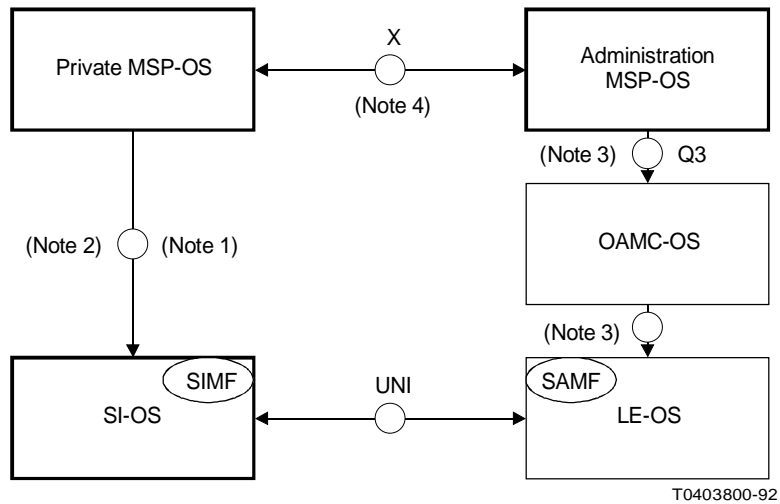 X
Private MSP-OS
Administration
MSP-OS
(Note 4)
(Note 3)
Q3
(Note 2)
(Note 1)
OAMC-OS
(Note 3)
SIMF
UNI
SAMF
SI-OS
LE-OS
T0403800-92